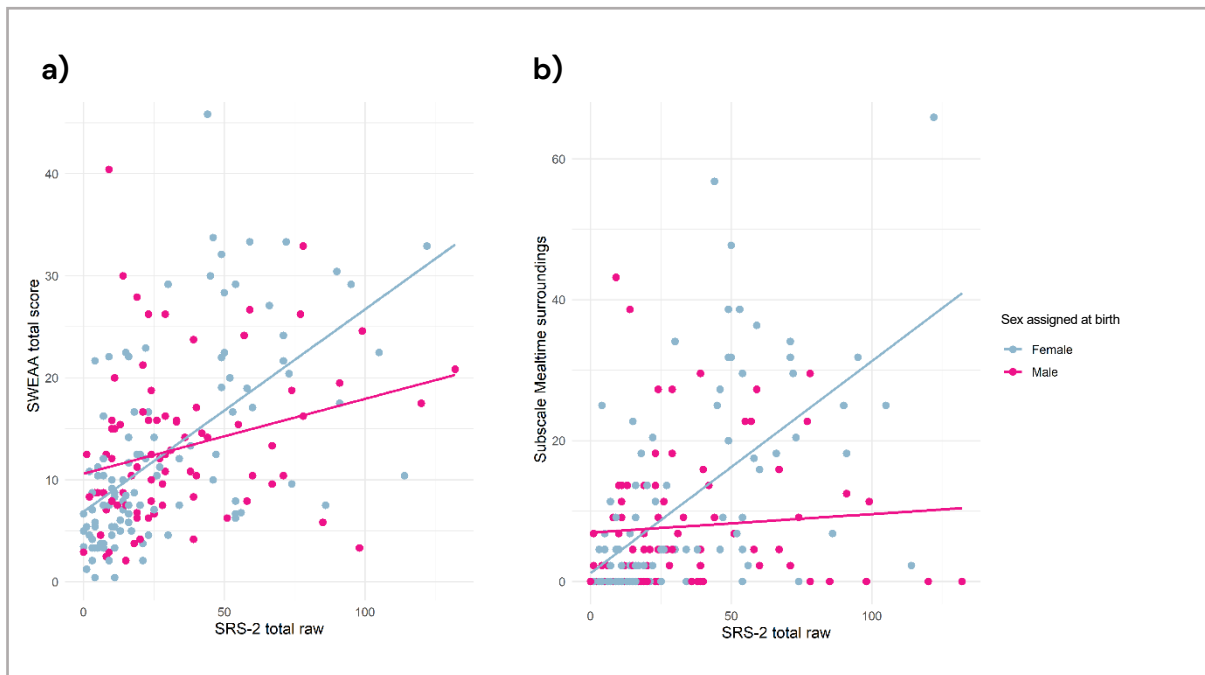 a)
b)
SWEAA total score
40
30
20
10
0
0
50
100
SRS-2 total raw
Subscale Mealtime surroundings
60
40
20
0
0
50
100
SRS-2 total raw
Sex assigned at birth
Female
Male